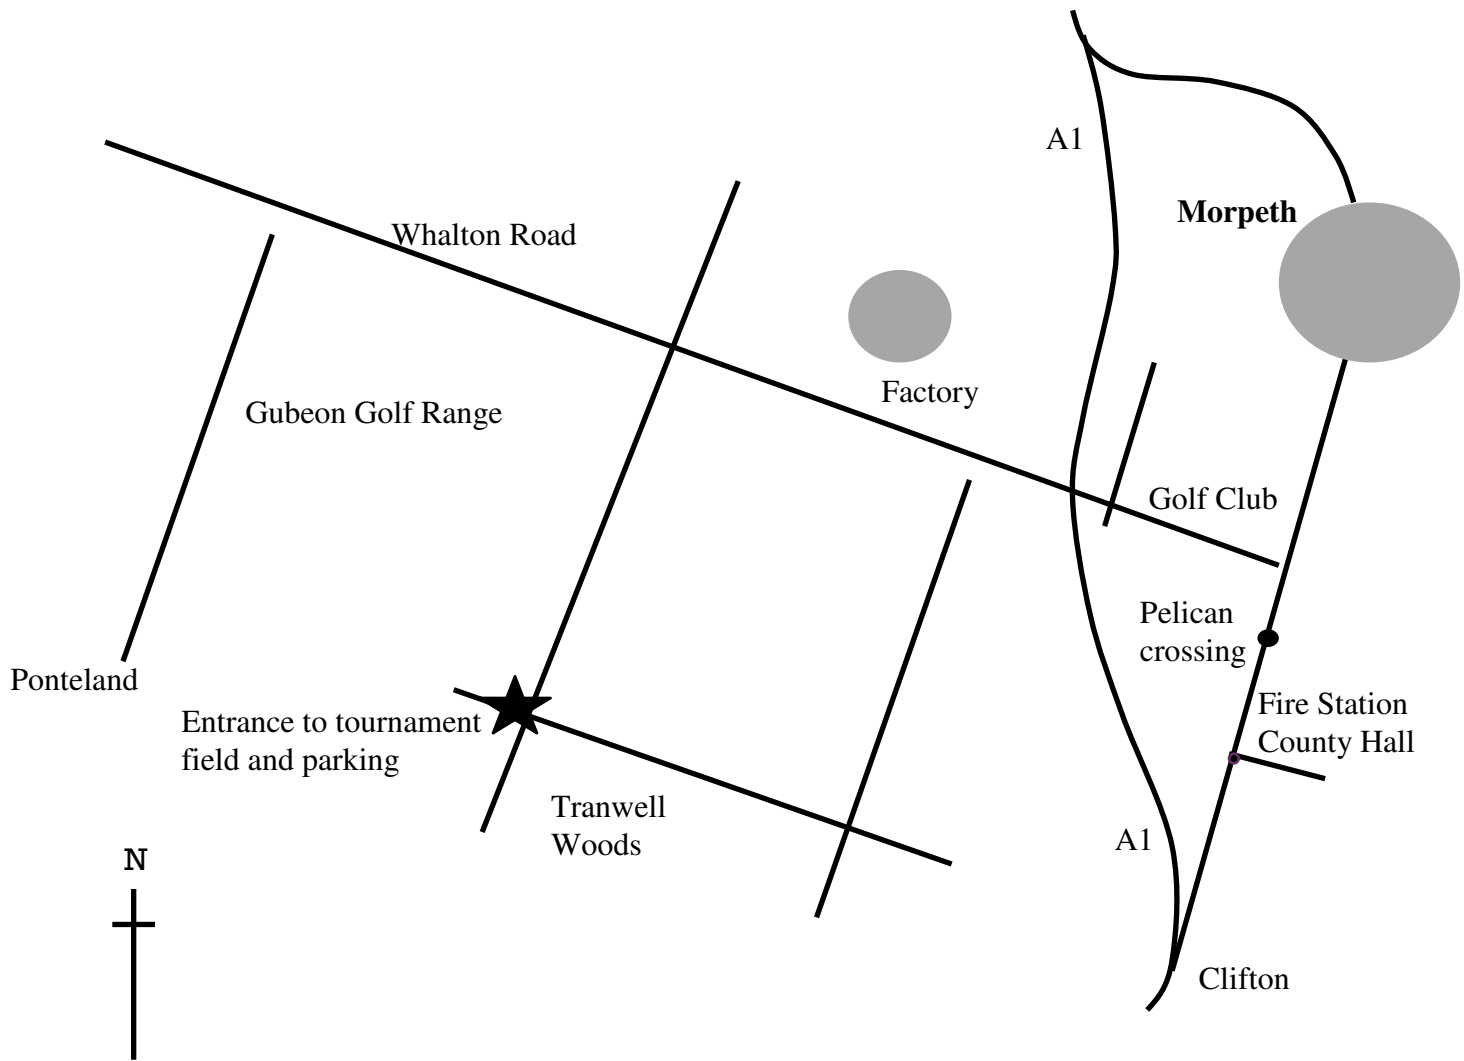 A1
Morpeth
Whalton Road
Factory
Gubeon Golf Range
Golf Club
Pelican
crossing
Ponteland
Entrance to tournament
field and parking
Fire Station
County Hall
Tranwell
Woods
A1
N
Clifton